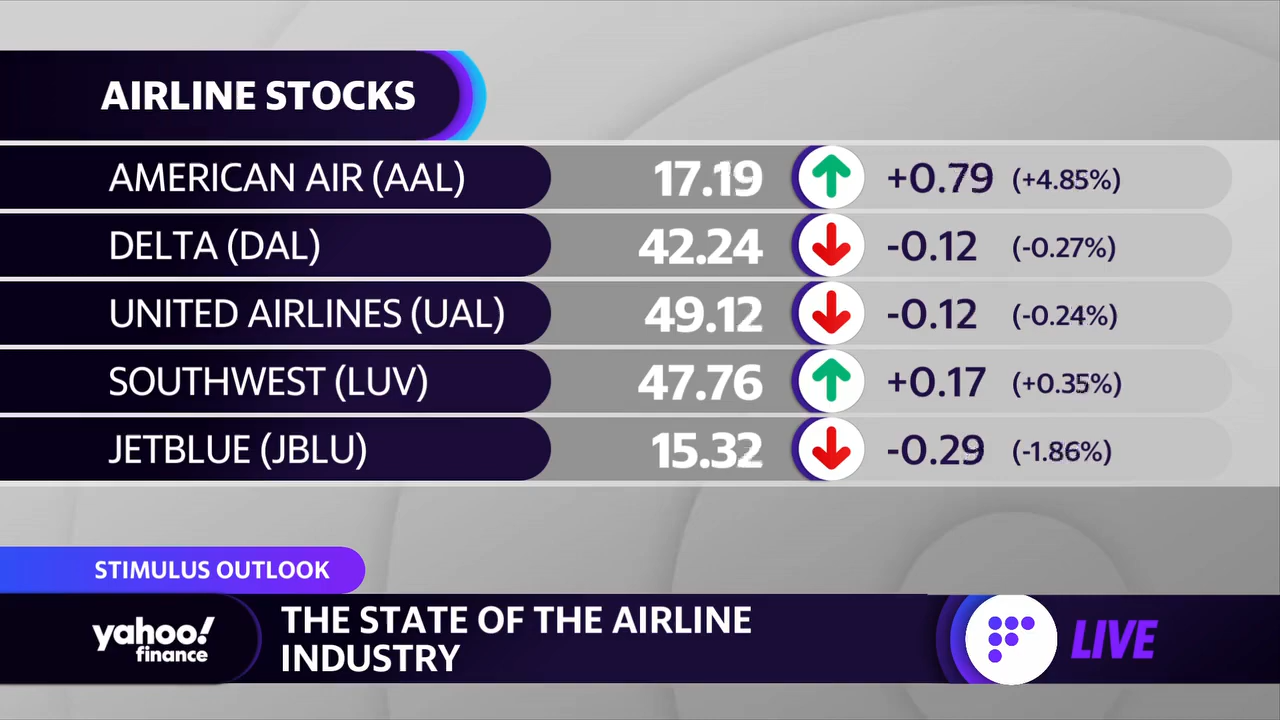 AIRLINE STOCKS
AMERICAN AIR (AAL) 17.19 +0.79 (+4.85%)
DELTA (DAL) 42.24 -0.12 (-0.27%)
UNITED AIRLINES (UAL) 49.12 -0.12 (-0.24%)
SOUTHWEST (LUV) 47.76 +0.17 (+0.35%)
JETBLUE (JBLU) 15.32 -0.29 (-1.86%)
STIMULUS OUTLOOK
yahoo!
finance
THE STATE OF THE AIRLINE
INDUSTRY
LIVE